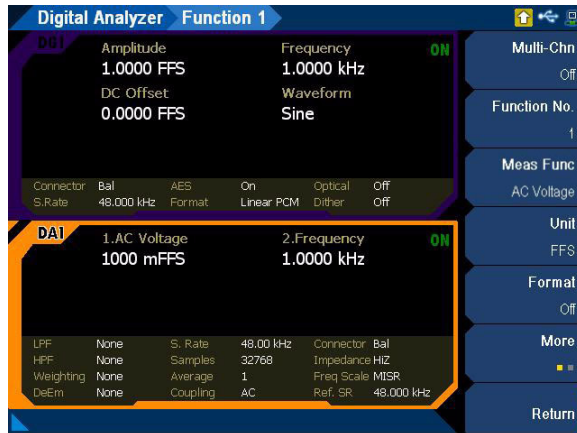 Digital Analyzer Function 1
DG1
Amplitude Frequency ON
1.0000 FFS 1.0000 kHz
DC Offset Waveform
0.0000 FFS Sine
Connector Bal AES On Optical Off
S.Rate 48.000 kHz Format Linear PCM Dither Off
DA1
1.AC Voltage 2.Frequency ON
1000 mFFS 1.0000 kHz
LPF None S. Rate 48.00 kHz Connector Bal
HPF None Samples 32768 Impedance HiZ
Weighting None Average 1 Freq Scale MISR
DeEm None Coupling AC Ref. SR 48.000 kHz
Multi-Chn
Off
Function No.
1
Meas Func
AC Voltage
Unit
FFS
Format
Off
More
Return